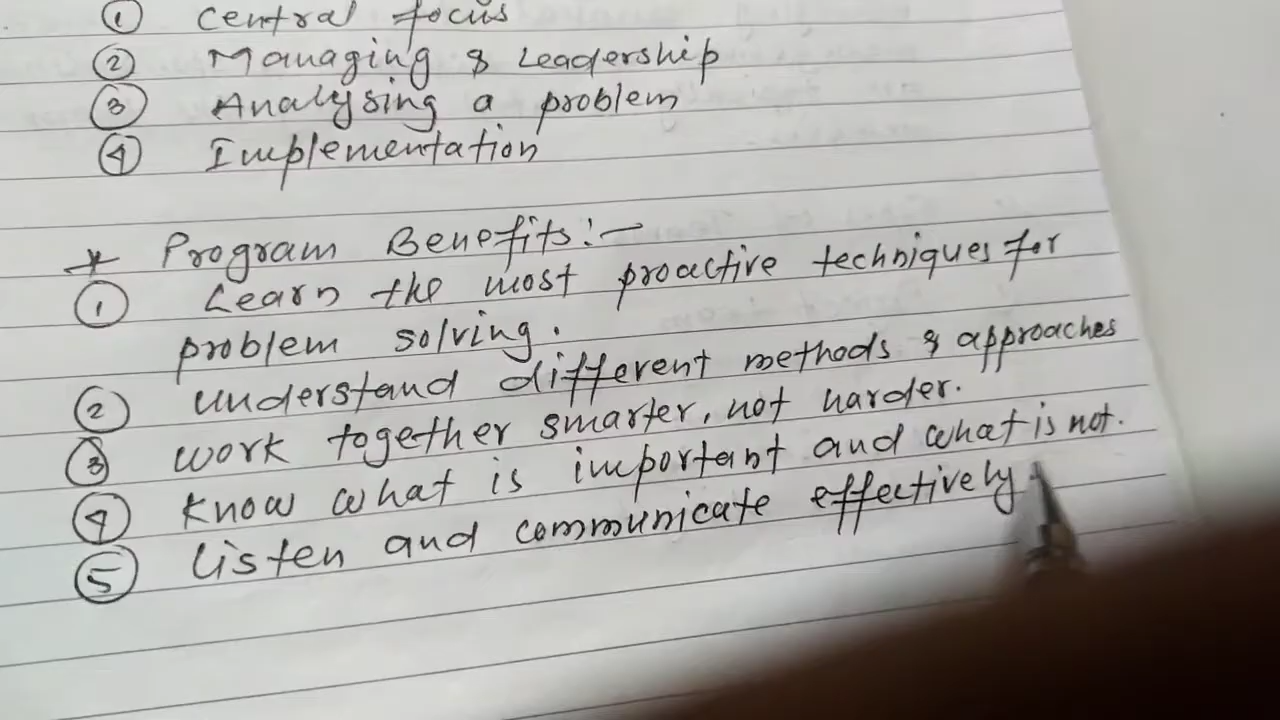 ① Central focus
② Managing & Leadership
③ Analysing a problem
④ Implementation
* Program Benefits:-
① Learn the most proactive techniques for
problem solving.
② understand different methods & approaches
③ work together smarter, not harder.
④ Know what is important and what is not.
⑤ Listen and communicate effectively